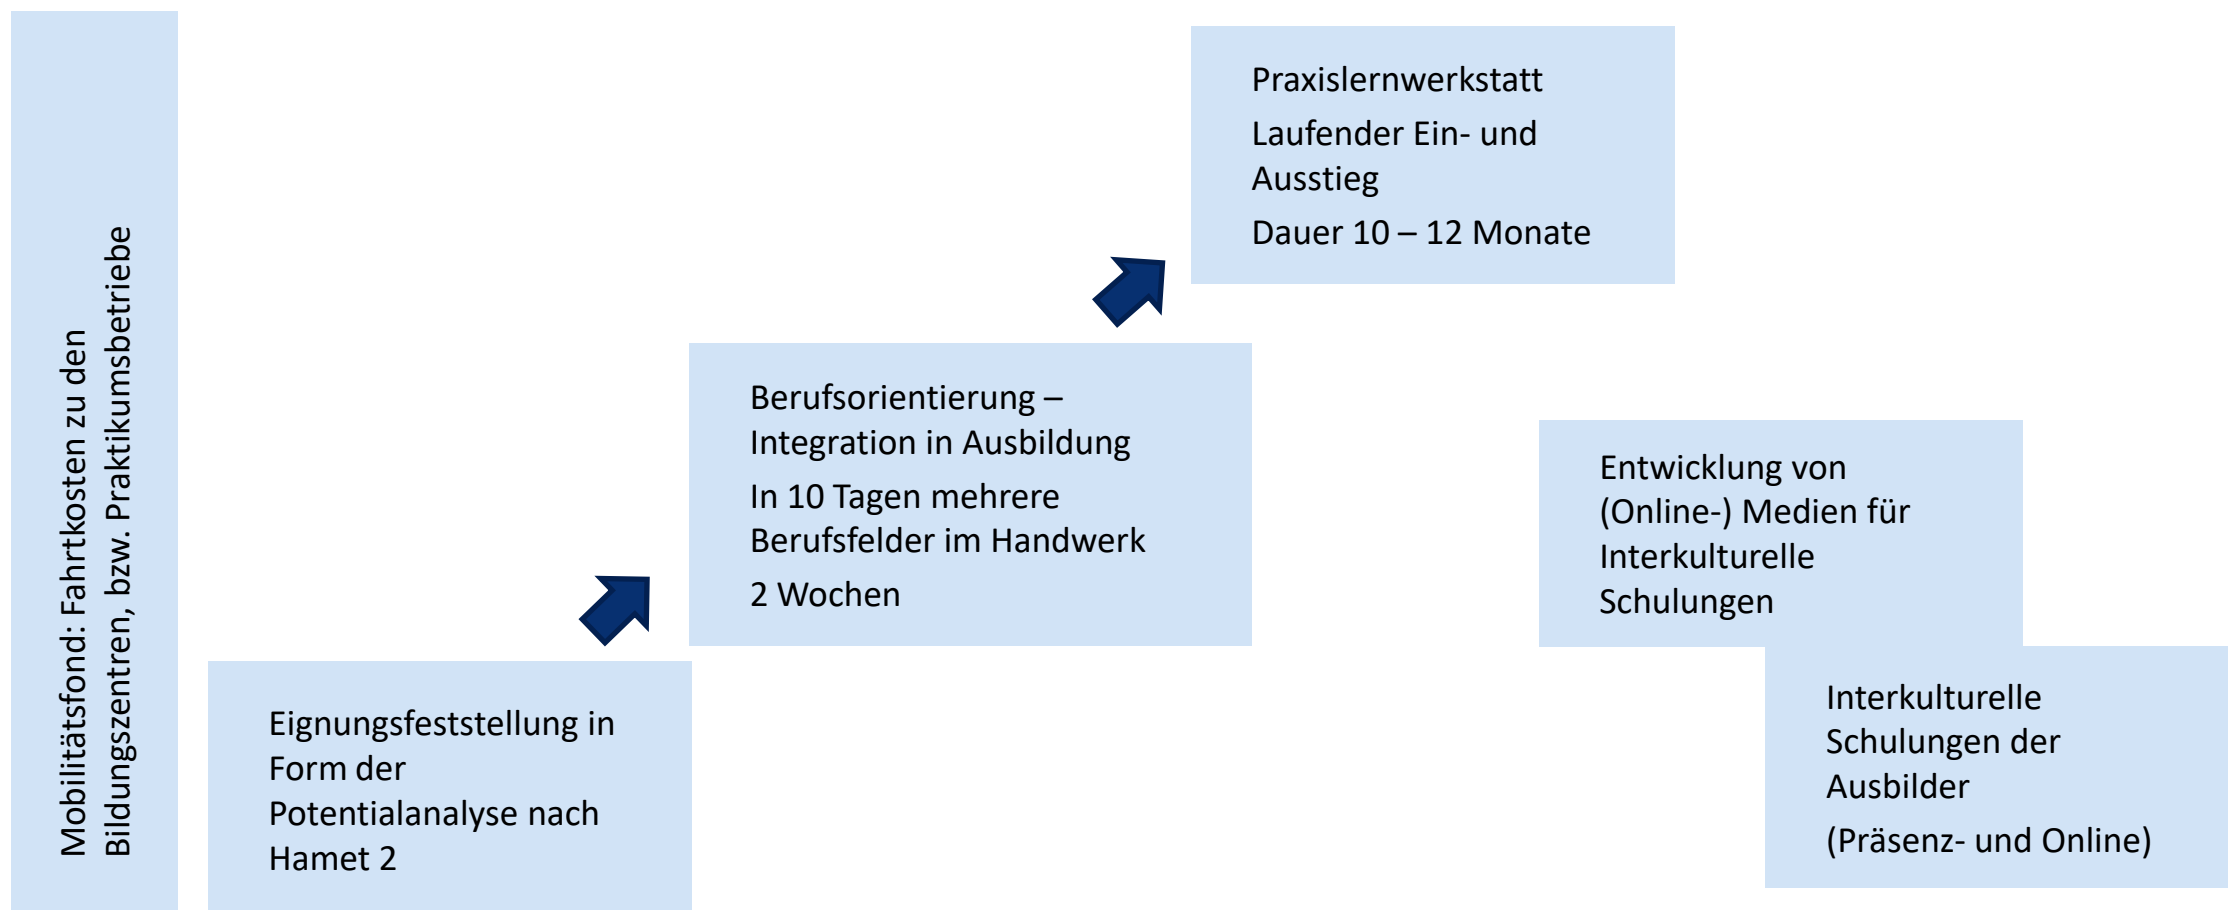 Mobilitätsfond: Fahrtkosten zu den
Bildungszentren, bzw. Praktikumsbetriebe
Praxislernwerkstatt
Laufender Ein- und
Ausstieg
Dauer 10 – 12 Monate
Berufsorientierung –
Integration in Ausbildung
In 10 Tagen mehrere
Berufsfelder im Handwerk
2 Wochen
Eignungsfeststellung in
Form der
Potentialanalyse nach
Hamet 2
Entwicklung von
(Online-) Medien für
Interkulturelle
Schulungen
Interkulturelle
Schulungen der
Ausbilder
(Präsenz- und Online)